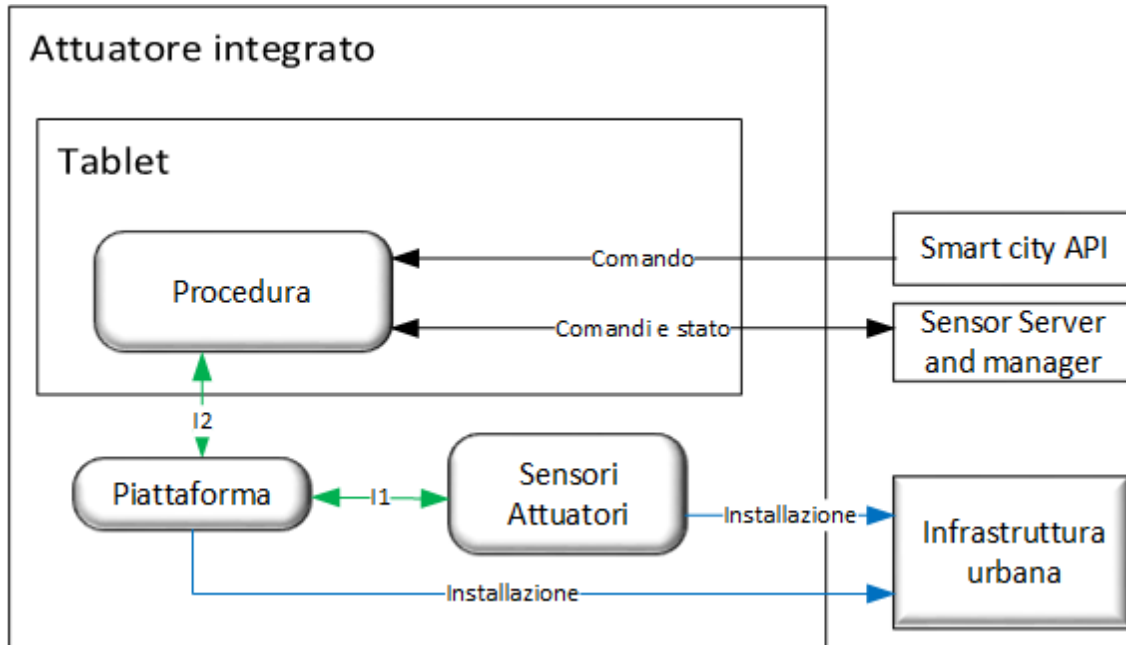 Attuatore integrato
Tablet
Procedura
Comando
Smart city API
Comandi e stato
Sensor Server
and manager
I2
Piattaforma
I1
Sensori
Attuatori
Installazione
Infrastruttura
urbana
Installazione